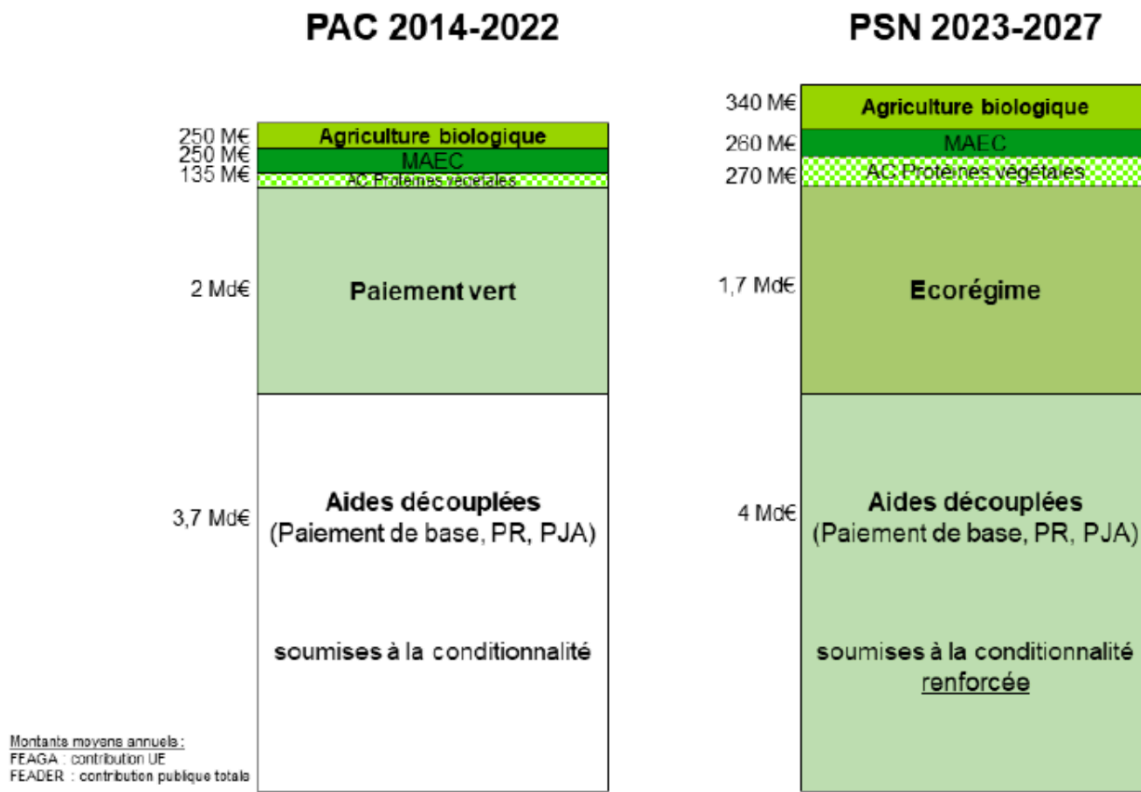 PAC 2014-2022
250 M€
250 M€
135 M€
2 Md€
3,7 Md€
Agriculture biologique
MAEC
AC Protéines végétales
Paiement vert
Aides découplées
(Paiement de base, PR, PJA)
soumises à la conditionnalité
PSN 2023-2027
340 M€
260 M€
270 M€
1,7 Md€
4 Md€
Agriculture biologique
MAEC
AC Protéines végétales
Ecorégime
Aides découplées
(Paiement de base, PR, PJA)
soumises à la conditionnalité
renforcée
Montants moyens annuels :
FEAGA : contribution UE
FEADER : contribution publique totale